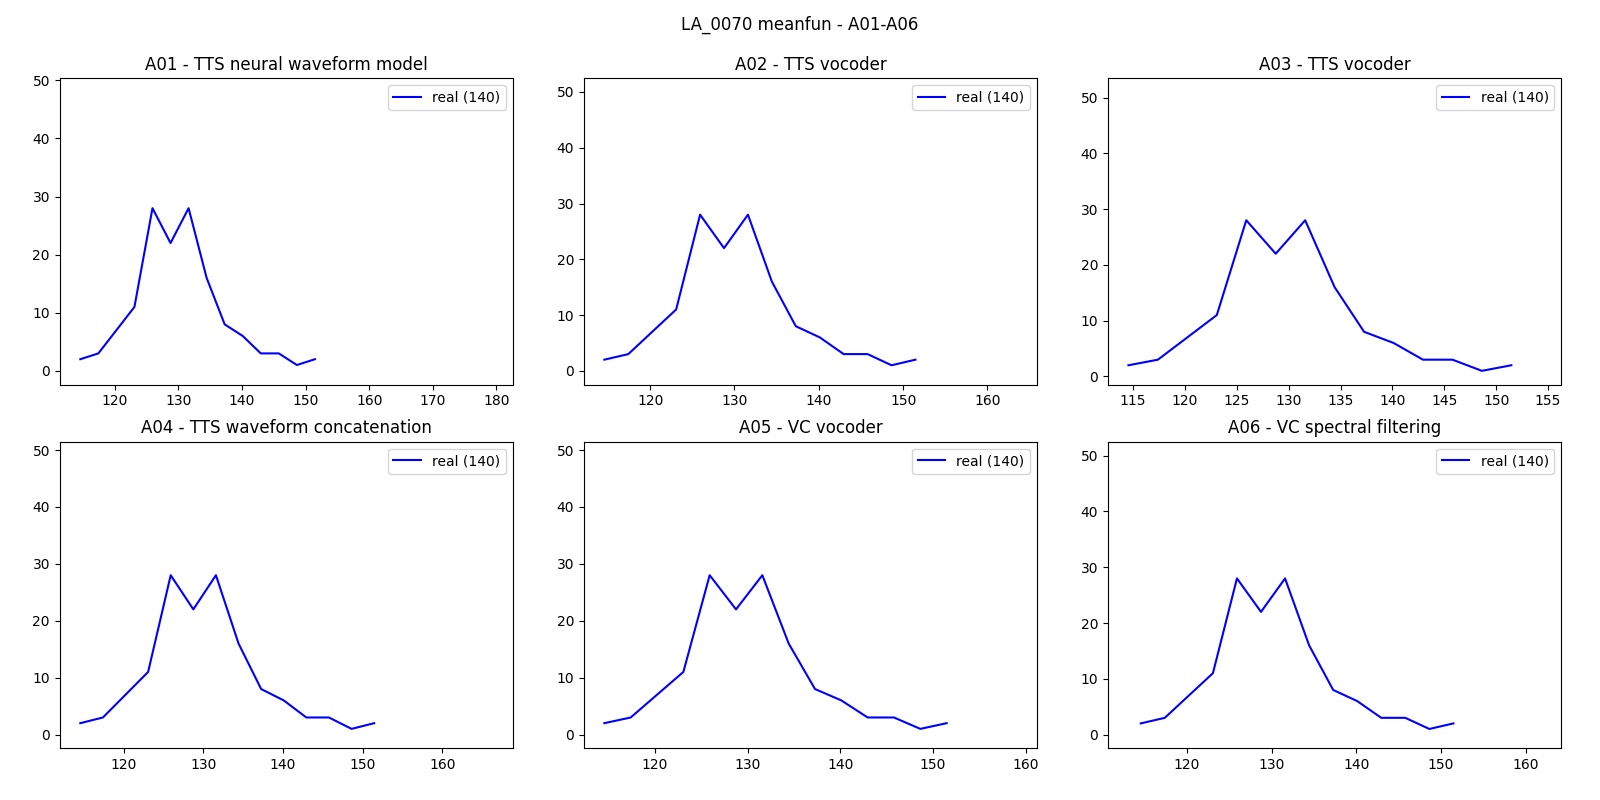 LA_0070 meanfun - A01-A06
A01 - TTS neural waveform model
real (140)
50
40
30
20
10
0
120 130 140 150 160 170 180
A02 - TTS vocoder
real (140)
50
40
30
20
10
0
120 130 140 150 160
A03 - TTS vocoder
real (140)
50
40
30
20
10
0
115 120 125 130 135 140 145 150 155
A04 - TTS waveform concatenation
real (140)
50
40
30
20
10
0
120 130 140 150 160
A05 - VC vocoder
real (140)
50
40
30
20
10
0
120 130 140 150 160
A06 - VC spectral filtering
real (140)
50
40
30
20
10
0
120 130 140 150 160